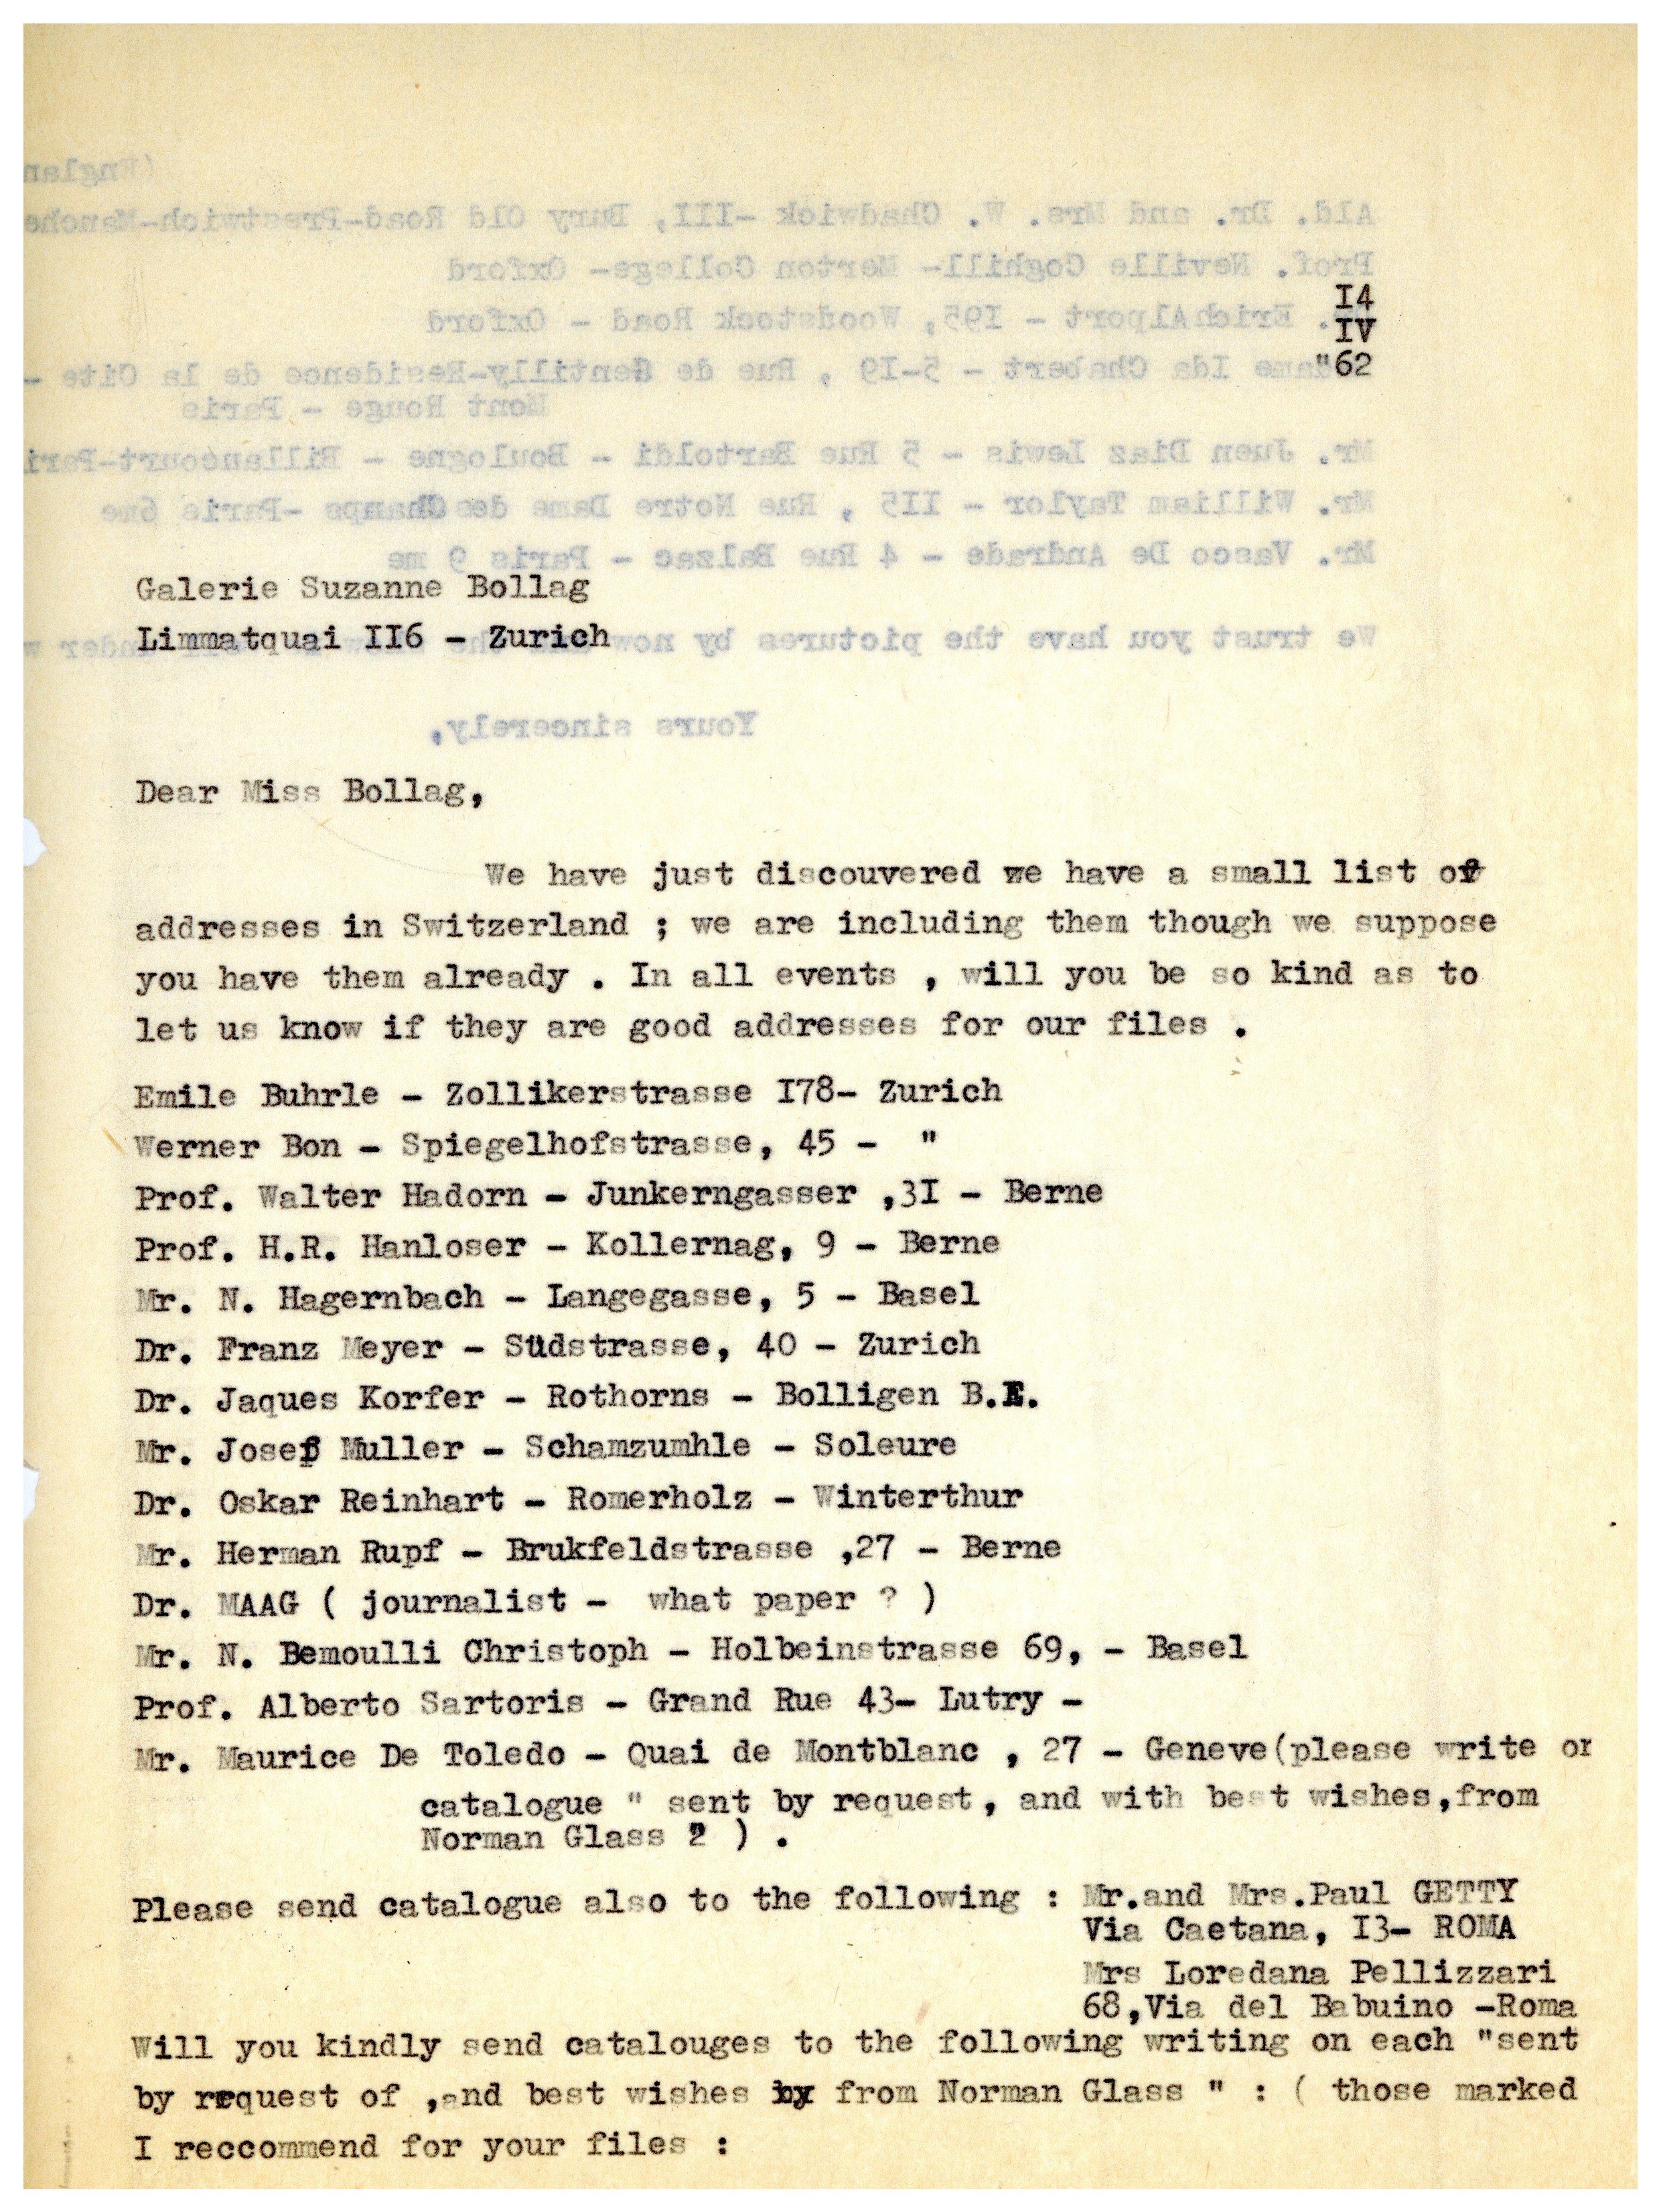 I4
IV
"62
Galerie Suzanne Bollag
Limmatquai II6 - Zurich
Dear Miss Bollag,
We have just discouvered we have a small list of
addresses in Switzerland ; we are including them though we suppose
you have them already . In all events , will you be so kind as to
let us know if they are good addresses for our files .
Emile Buhrle - Zollikerstrasse I78- Zurich
Werner Bon - Spiegelhofstrasse, 45 - "
Prof. Walter Hadorn - Junkerngasser ,3I - Berne
Prof. H.R. Hanloser - Kollernag, 9 - Berne
Mr. N. Hagernbach - Langegasse, 5 - Basel
Dr. Franz Meyer - Südstrasse, 40 - Zurich
Dr. Jaques Korfer - Rothorns - Bolligen B.E.
Mr. Josef Muller - Schamzumhle - Soleure
Dr. Oskar Reinhart - Romerholz - Winterthur
Mr. Herman Rupf - Brukfeldstrasse ,27 - Berne
Dr. MAAG ( journalist - what paper ? )
Mr. N. Bemoulli Christoph - Holbeinstrasse 69, - Basel
Prof. Alberto Sartoris - Grand Rue 43- Lutry -
Mr. Maurice De Toledo - Quai de Montblanc , 27 - Geneve(please write or
catalogue " sent by request, and with best wishes,from
Norman Glass 2 ) .
Please send catalogue also to the following : Mr.and Mrs.Paul GETTY
Via Caetana, I3- ROMA
Mrs Loredana Pellizzari
68,Via del Babuino -Roma
Will you kindly send catalouges to the following writing on each "sent
by rrquest of ,and best wishes by from Norman Glass " : ( those marked
I reccommend for your files :